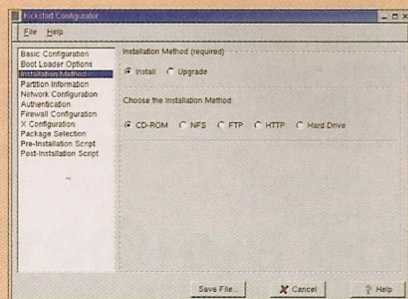 Kickstart Configurator
File Help
Basic Configuration
Boot Loader Options
Installation Method
Partition Information
Network Configuration
Authentication
Firewall Configuration
X Configuration
Package Selection
Pre-Installation Script
Post-Installation Script
Installation Method (required)
Install Upgrade
Choose the Installation Method:
CD-ROM NFS FTP HTTP Hard Drive
Save File... Cancel Help